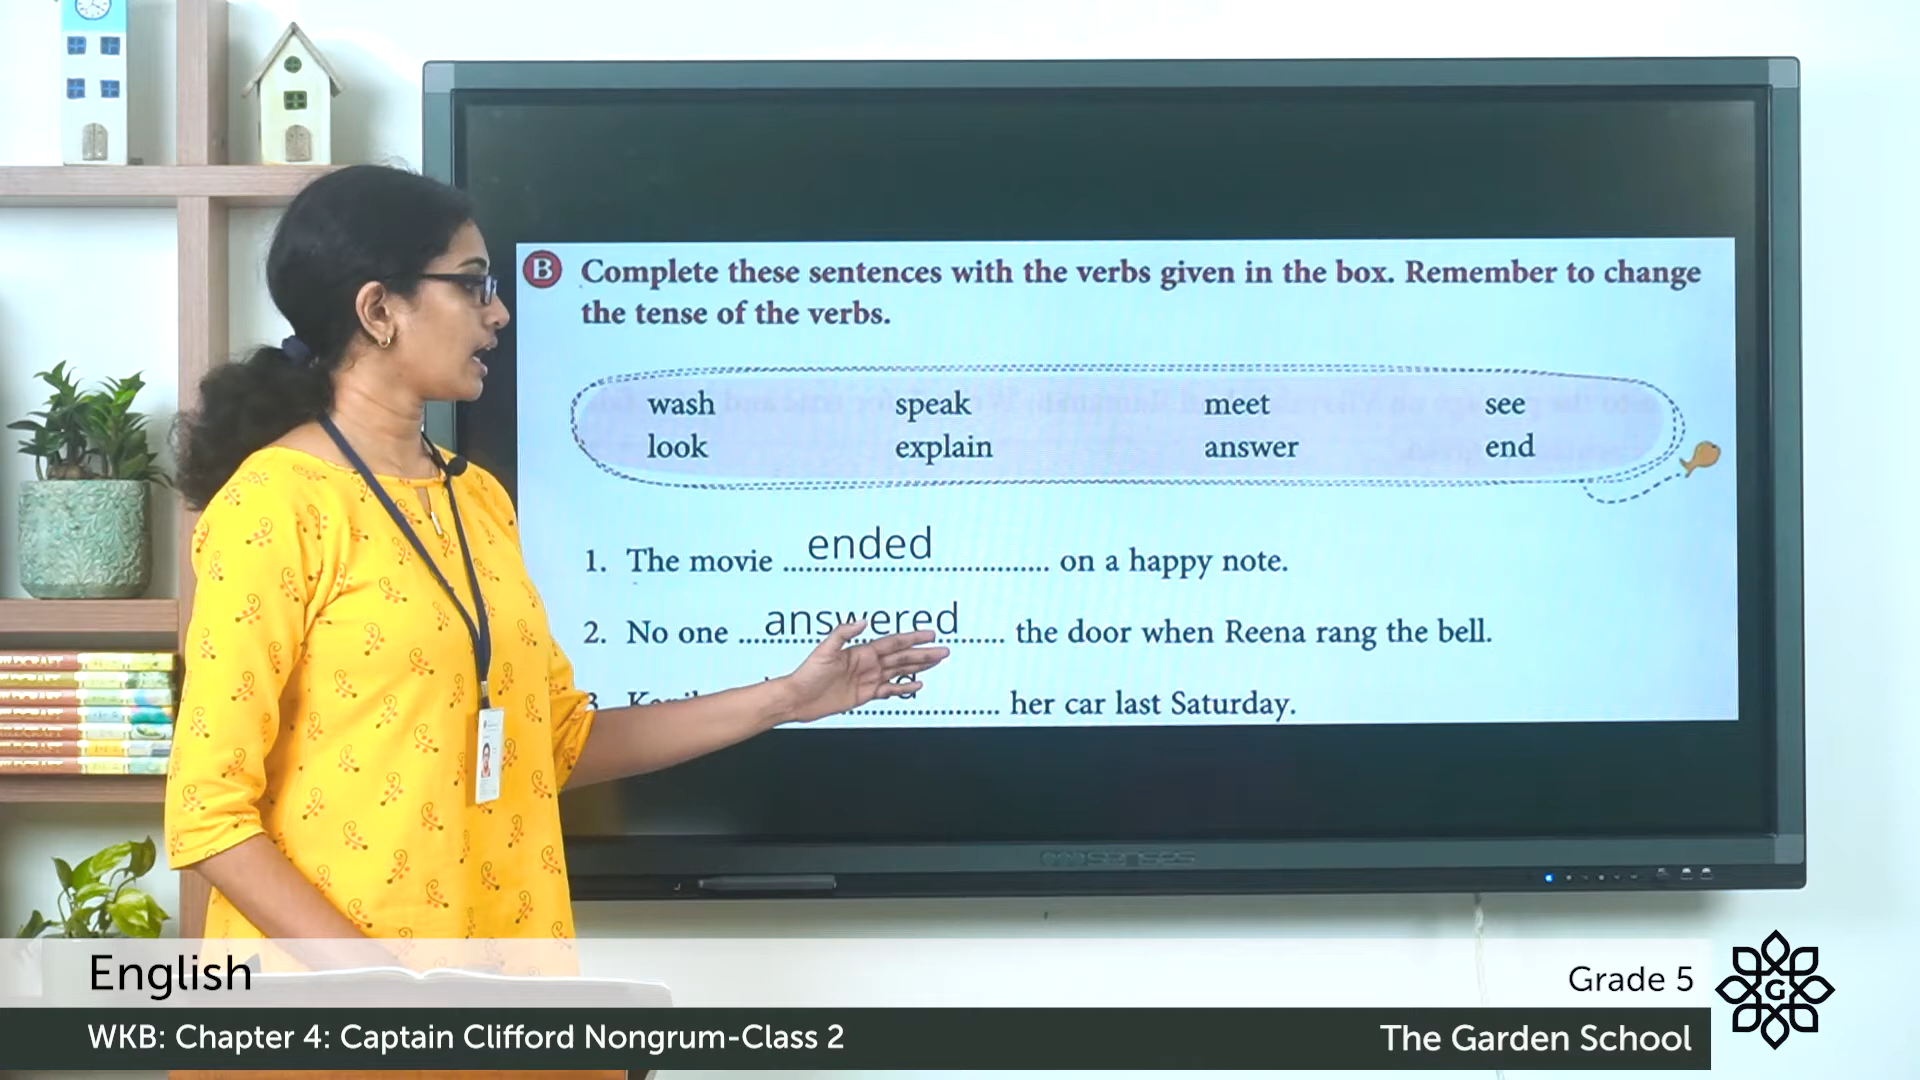 B Complete these sentences with the verbs given in the box. Remember to change
the tense of the verbs.
wash speak meet see
look explain answer end
1. The movie ended on a happy note.
2. No one answered the door when Reena rang the bell.
3. her car last Saturday.
English
Grade 5
G
WKB: Chapter 4: Captain Clifford Nongrum-Class 2
The Garden School